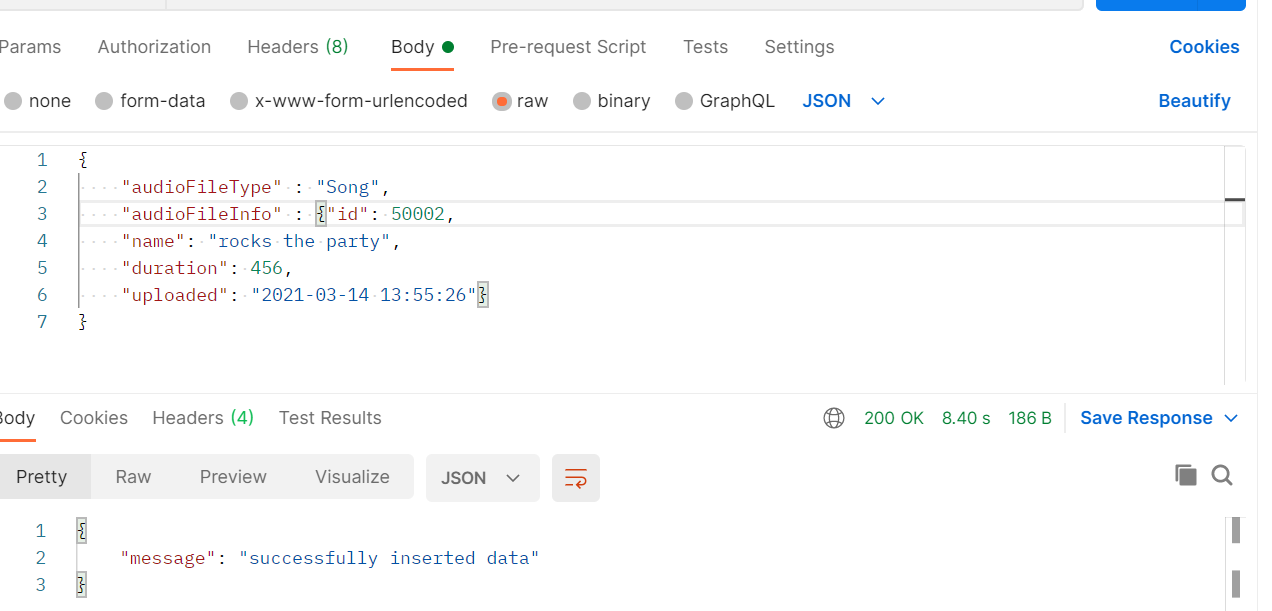 Params Authorization Headers (8) Body Pre-request Script Tests Settings Cookies
none form-data x-www-form-urlencoded raw binary GraphQL JSON Beautify
1 {
2 "audioFileType" : "Song",
3 "audioFileInfo" : {"id": 50002,
4 "name": "rocks the party",
5 "duration": 456,
6 "uploaded": "2021-03-14 13:55:26"}
7 }
Body Cookies Headers (4) Test Results 200 OK 8.40 s 186 B Save Response
Pretty Raw Preview Visualize JSON
1 {
2 "message": "successfully inserted data"
3 }